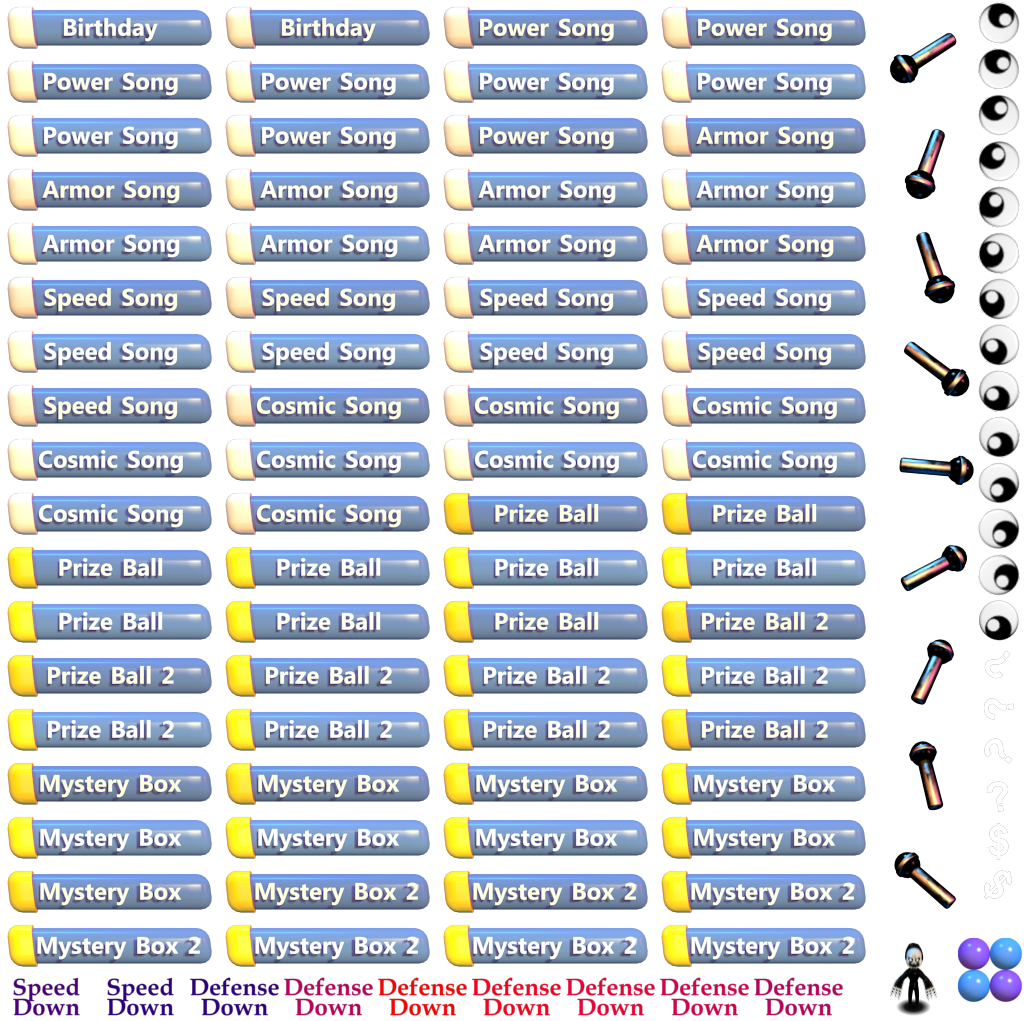 Birthday Birthday Power Song Power Song
Power Song Power Song Power Song Power Song
Power Song Power Song Power Song Armor Song
Armor Song Armor Song Armor Song Armor Song
Armor Song Armor Song Armor Song Armor Song
Speed Song Speed Song Speed Song Speed Song
Speed Song Speed Song Speed Song Speed Song
Speed Song Cosmic Song Cosmic Song Cosmic Song
Cosmic Song Cosmic Song Cosmic Song Cosmic Song
Cosmic Song Cosmic Song Prize Ball Prize Ball
Prize Ball Prize Ball Prize Ball Prize Ball
Prize Ball Prize Ball Prize Ball Prize Ball 2
Prize Ball 2 Prize Ball 2 Prize Ball 2 Prize Ball 2
Prize Ball 2 Prize Ball 2 Prize Ball 2 Prize Ball 2
Mystery Box Mystery Box Mystery Box Mystery Box
Mystery Box Mystery Box Mystery Box Mystery Box
Mystery Box Mystery Box 2 Mystery Box 2 Mystery Box 2
Mystery Box 2 Mystery Box 2 Mystery Box 2 Mystery Box 2
Speed Speed Defense Defense Defense Defense Defense Defense Defense
Down Down Down Down Down Down Down Down Down
?
?
?
?
$
$